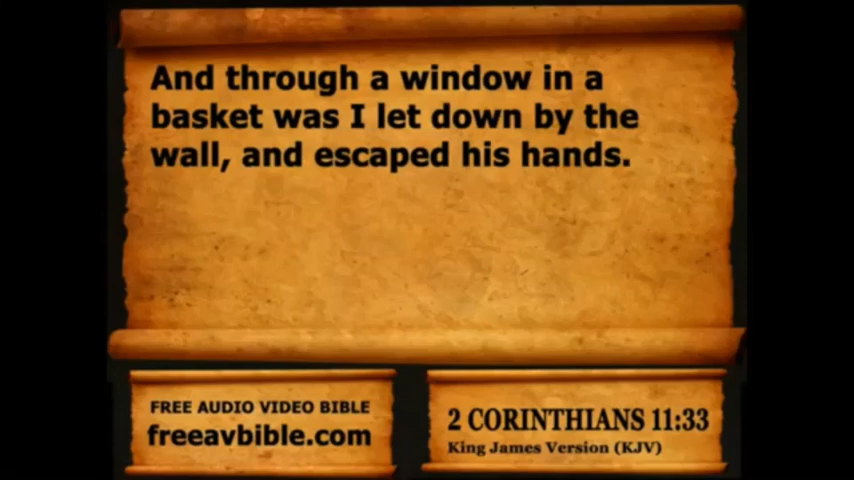 And through a window in a
basket was I let down by the
wall, and escaped his hands.
FREE AUDIO VIDEO BIBLE
freeavbible.com
2 CORINTHIANS 11:33
King James Version (KJV)